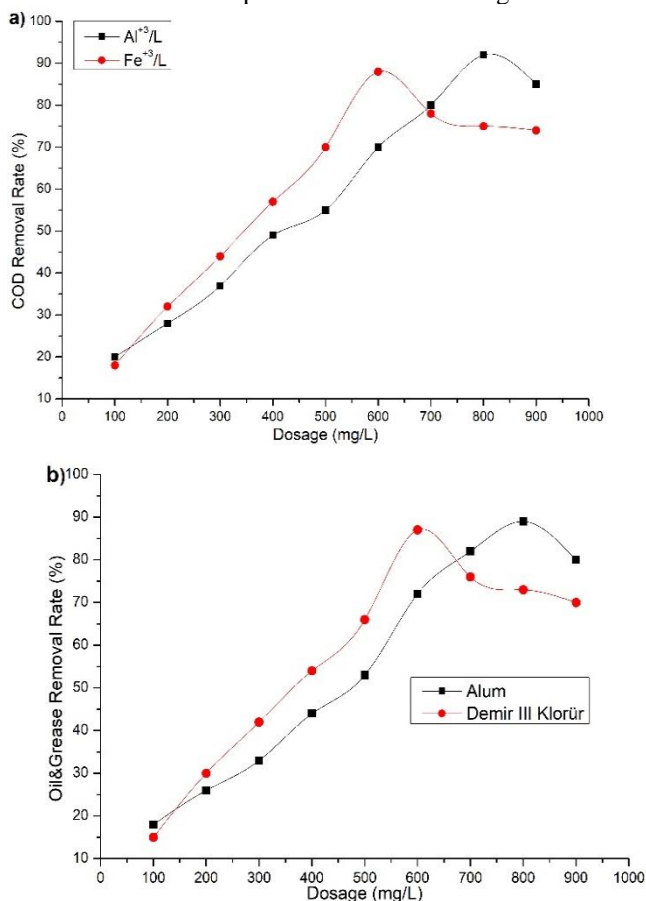 a)
Al⁺³/L
Fe⁺³/L
100
90
80
70
60
50
40
30
20
10
COD Removal Rate (%)
0 100 200 300 400 500 600 700 800 900 1000
Dosage (mg/L)
b)
100
90
80
70
60
50
40
30
20
10
Oil&Grease Removal Rate (%)
Alum
Demir III Klorür
0 100 200 300 400 500 600 700 800 900 1000
Dosage (mg/L)